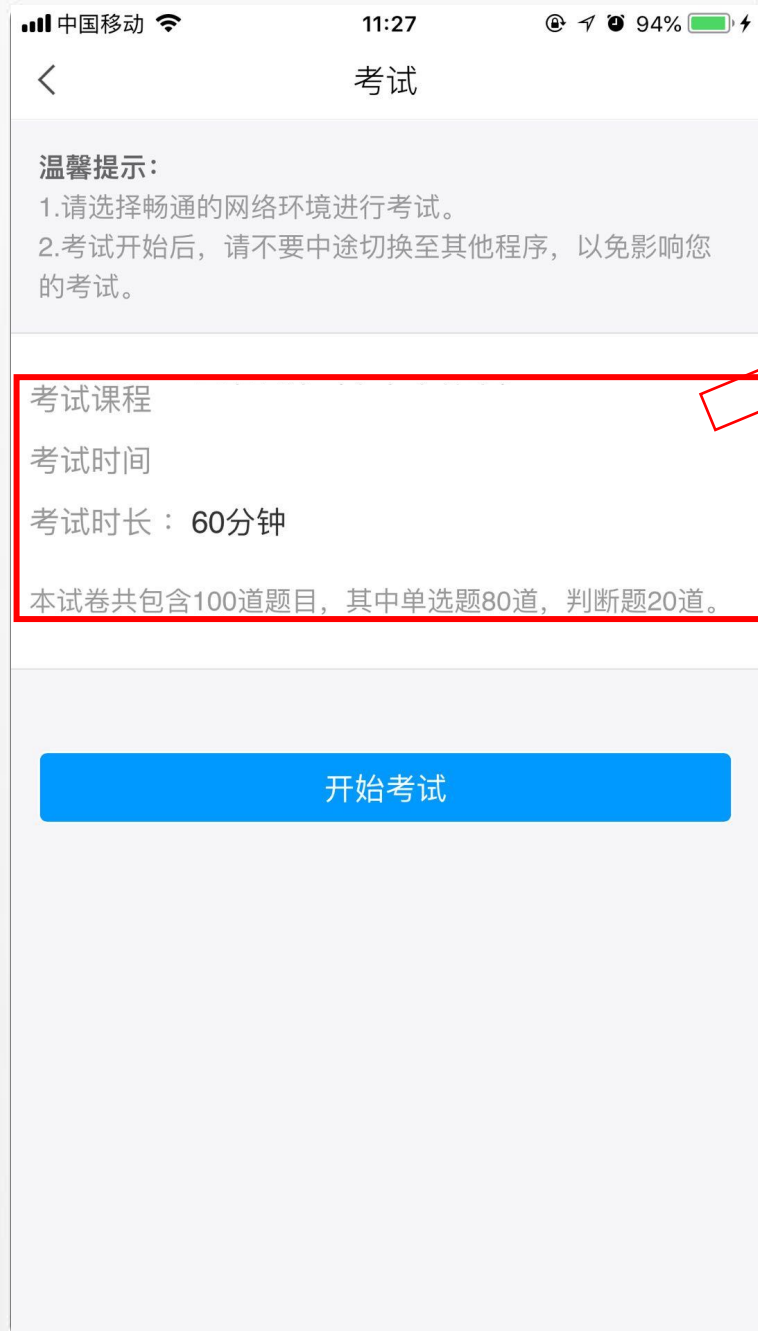 中国移动 11:27 94%
考试
温馨提示：
1.请选择畅通的网络环境进行考试。
2.考试开始后，请不要中途切换至其他程序，以免影响您
的考试。
考试课程
考试时间
考试时长： 60分钟
本试卷共包含100道题目，其中单选题80道，判断题20道。
开始考试